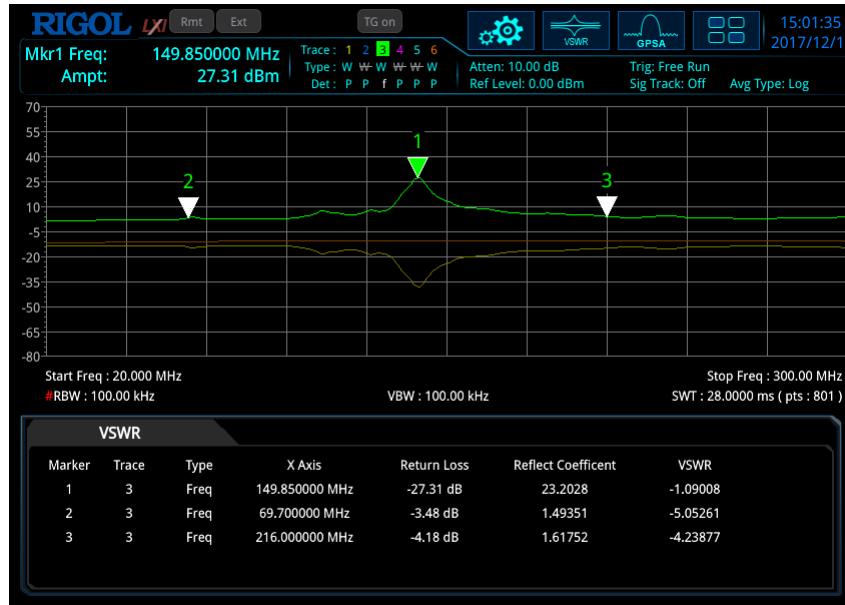 RIGOL LXI Rmt Ext TG on VSWR GPSA 15:01:35
2017/12/1
Mkr1 Freq: 149.850000 MHz
Ampt: 27.31 dBm
Trace: 1 2 3 4 5 6
Type: W W W W W W
Det: P P f P P P
Atten: 10.00 dB
Ref Level: 0.00 dBm
Trig: Free Run
Sig Track: Off Avg Type: Log
70
55
40
25
10
-5
-20
-35
-50
-65
-80
1
2
3
Start Freq : 20.000 MHz Stop Freq : 300.00 MHz
#RBW : 100.00 kHz VBW : 100.00 kHz SWT : 28.0000 ms ( pts : 801 )
VSWR
Marker Trace Type X Axis Return Loss Reflect Coefficent VSWR
1 3 Freq 149.850000 MHz -27.31 dB 23.2028 -1.09008
2 3 Freq 69.700000 MHz -3.48 dB 1.49351 -5.05261
3 3 Freq 216.000000 MHz -4.18 dB 1.61752 -4.23877